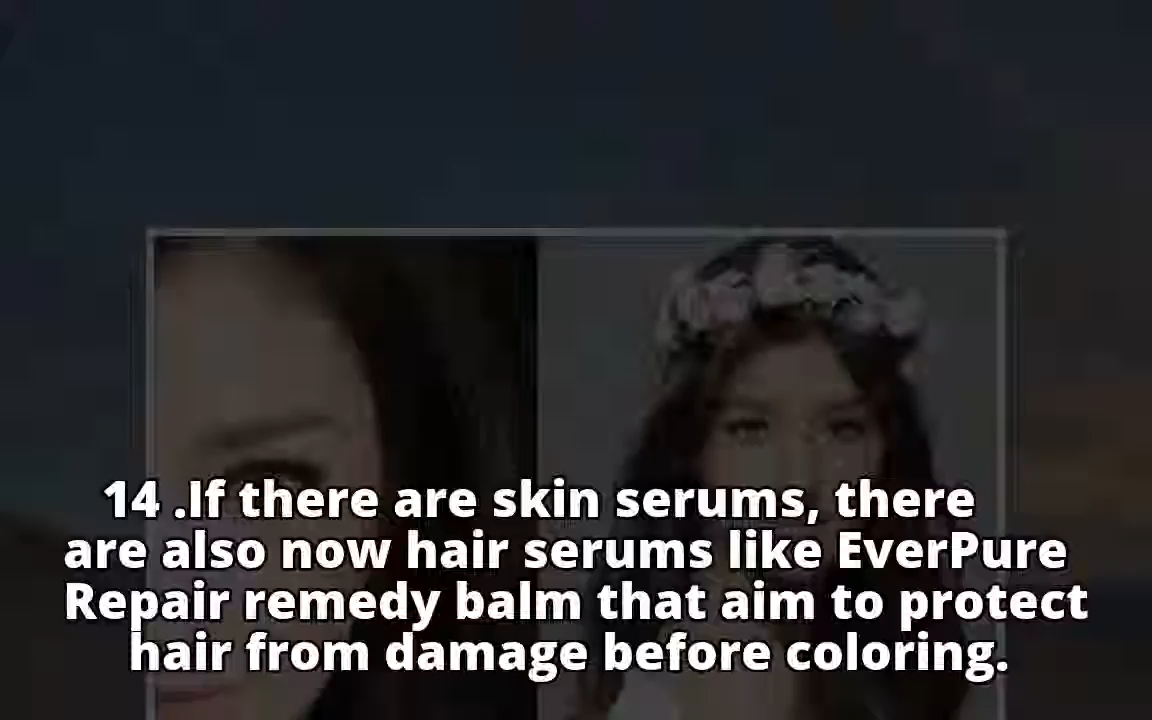 14 .If there are skin serums, there
are also now hair serums like EverPure
Repair remedy balm that aim to protect
hair from damage before coloring.